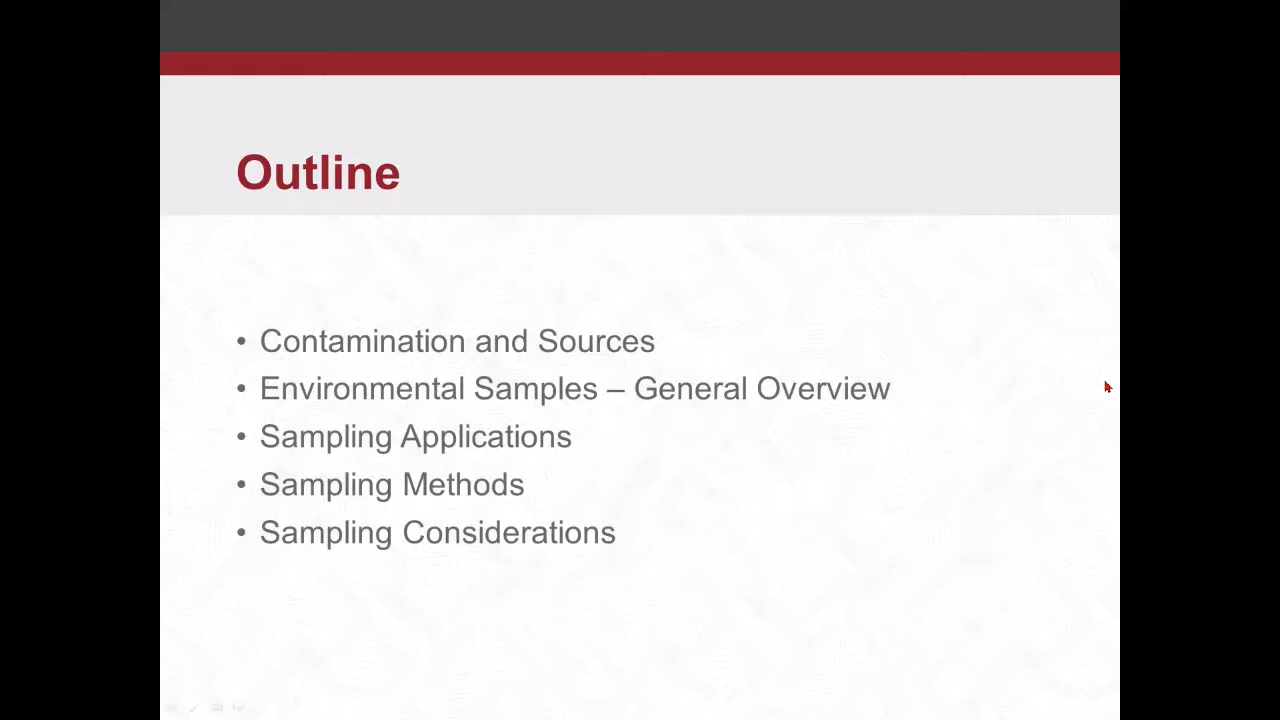 Outline
• Contamination and Sources
• Environmental Samples – General Overview
• Sampling Applications
• Sampling Methods
• Sampling Considerations